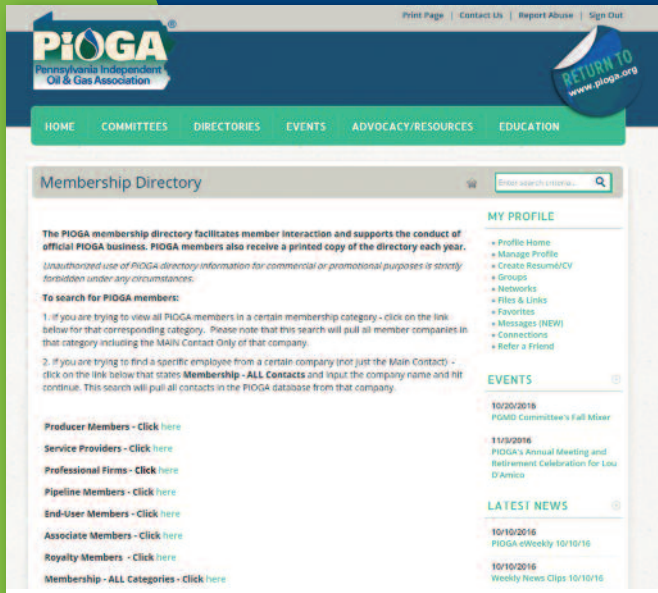 Print Page | Contact Us | Report Abuse | Sign Out
PIOGA®
Pennsylvania Independent
Oil & Gas Association
RETURN TO
www.pioga.org
HOME COMMITTEES DIRECTORIES EVENTS ADVOCACY/RESOURCES EDUCATION
Membership Directory
Enter search criteria...
The PIOGA membership directory facilitates member interaction and supports the conduct of
official PIOGA business. PIOGA members also receive a printed copy of the directory each year.
Unauthorized use of PIOGA directory information for commercial or promotional purposes is strictly
forbidden under any circumstances.
To search for PIOGA members:
1. If you are trying to view all PIOGA members in a certain membership category - click on the link
below for that corresponding category. Please note that this search will pull all member companies in
that category including the MAIN Contact Only of that company.
2. If you are trying to find a specific employee from a certain company (not just the Main Contact) -
click on the link below that states Membership - ALL Contacts and input the company name and hit
continue. This search will pull all contacts in the PIOGA database from that company.
Producer Members - Click here
Service Providers - Click here
Professional Firms - Click here
Pipeline Members - Click here
End-User Members - Click here
Associate Members - Click here
Royalty Members - Click here
Membership - ALL Categories - Click here
MY PROFILE
» Profile Home
» Manage Profile
» Create Resumé/CV
» Groups
» Networks
» Files & Links
» Favorites
» Messages (NEW)
» Connections
» Refer a Friend
EVENTS
10/20/2016
PGMD Committee's Fall Mixer
11/3/2016
PIOGA's Annual Meeting and
Retirement Celebration for Lou
D'Amico
LATEST NEWS
10/10/2016
PIOGA eWeekly 10/10/16
10/10/2016
Weekly News Clips 10/10/16